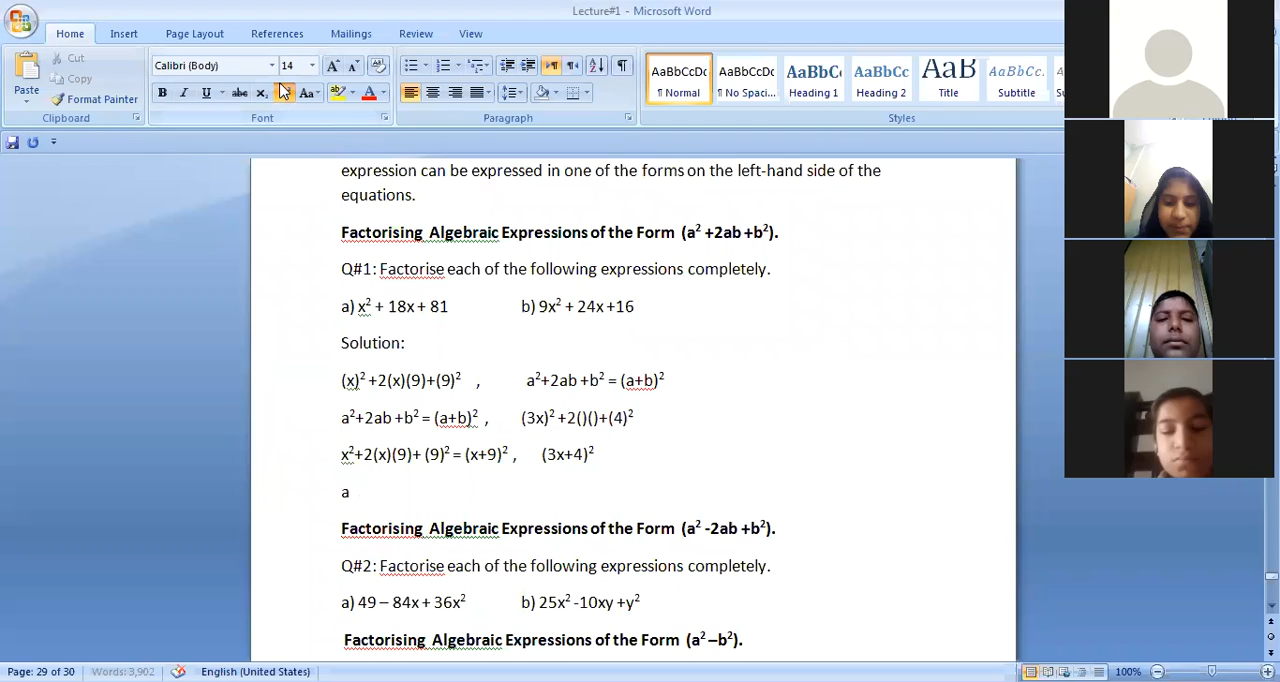 Lecture#1 - Microsoft Word
Home Insert Page Layout References Mailings Review View
Paste Cut Copy Format Painter
Calibri (Body) 14
AaBbCcDc AaBbCcDc AaBbC AaBbCc AaB AaBbCc
¶ Normal ¶ No Spaci... Heading 1 Heading 2 Title Subtitle
Clipboard Font Paragraph Styles
expression can be expressed in one of the forms on the left-hand side of the
equations.
Factorising Algebraic Expressions of the Form (a² +2ab +b²).
Q#1: Factorise each of the following expressions completely.
a) x² + 18x + 81 b) 9x² + 24x +16
Solution:
(x)² +2(x)(9)+(9)² , a²+2ab +b² = (a+b)²
a²+2ab +b² = (a+b)² , (3x)² +2()()+(4)²
x²+2(x)(9)+ (9)² = (x+9)² , (3x+4)²
a
Factorising Algebraic Expressions of the Form (a² -2ab +b²).
Q#2: Factorise each of the following expressions completely.
a) 49 – 84x + 36x² b) 25x² -10xy +y²
Factorising Algebraic Expressions of the Form (a² –b²).
Page: 29 of 30 Words: 3,902 English (United States) 100%